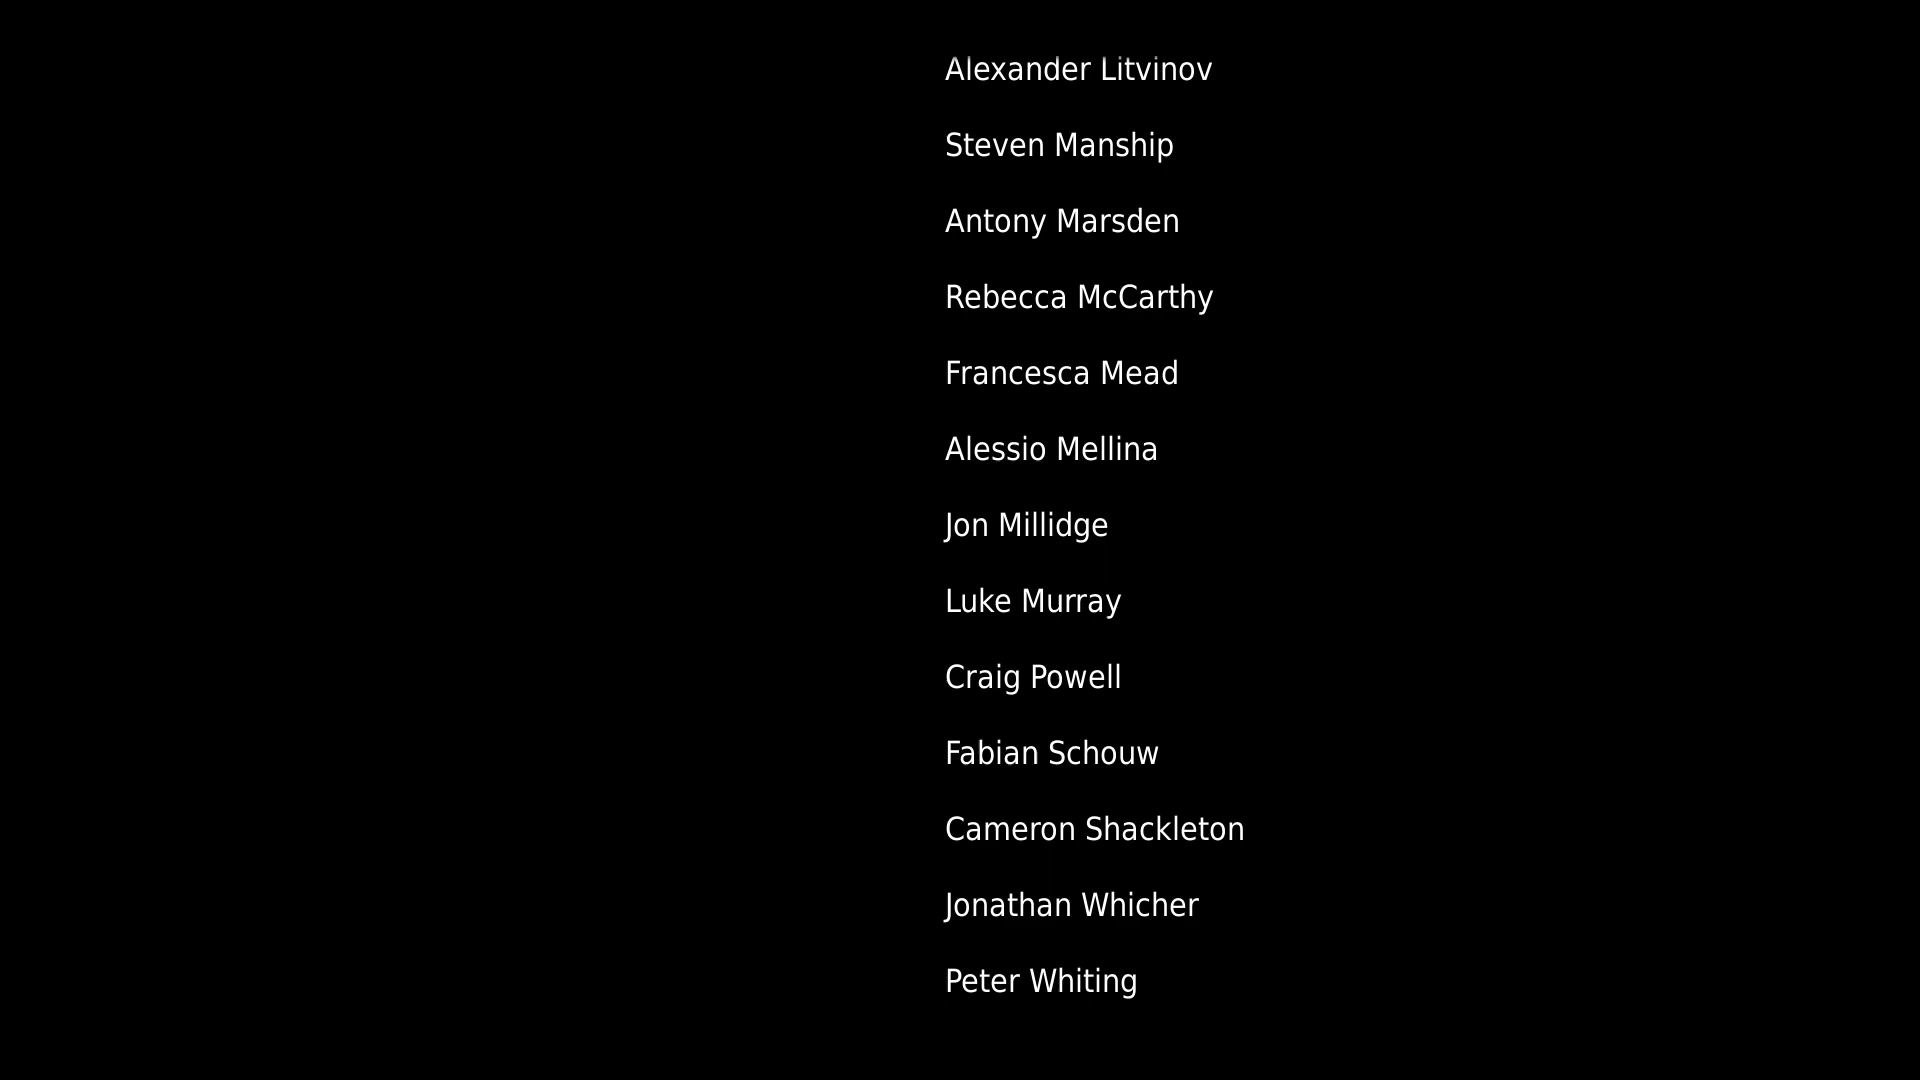 Alexander Litvinov
Steven Manship
Antony Marsden
Rebecca McCarthy
Francesca Mead
Alessio Mellina
Jon Millidge
Luke Murray
Craig Powell
Fabian Schouw
Cameron Shackleton
Jonathan Whicher
Peter Whiting